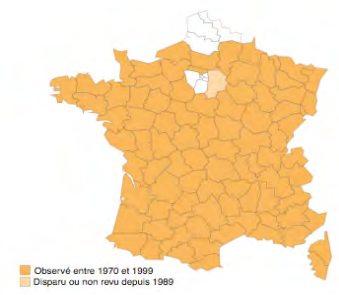 Observé entre 1970 et 1999
Disparu ou non revu depuis 1989